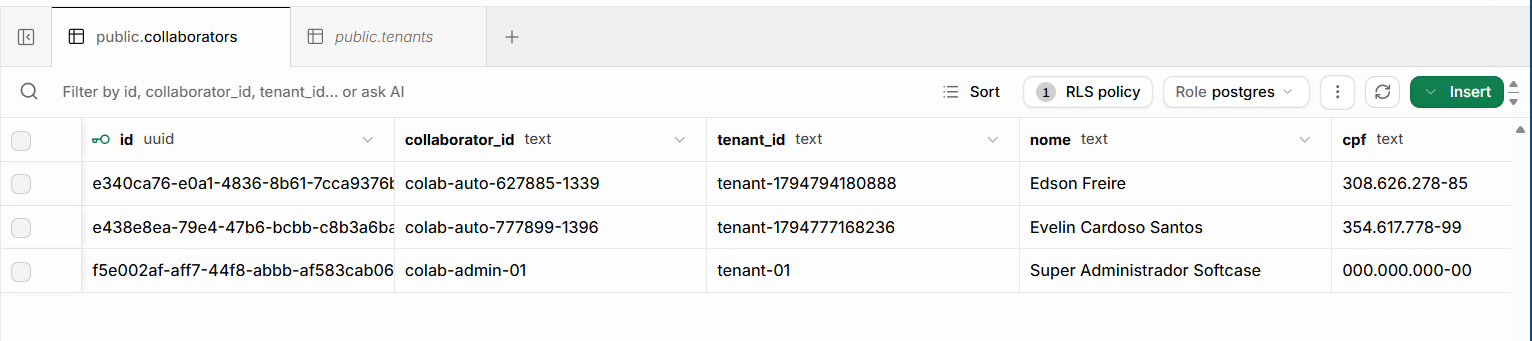 public.collaborators public.tenants
Filter by id, collaborator_id, tenant_id... or ask AI Sort 1 RLS policy Role postgres Insert
id uuid collaborator_id text tenant_id text nome text cpf text
e340ca76-e0a1-4836-8b61-7cca9376b colab-auto-627885-1339 tenant-1794794180888 Edson Freire 308.626.278-85
e438e8ea-79e4-47b6-bcbb-c8b3a6ba colab-auto-777899-1396 tenant-1794777168236 Evelin Cardoso Santos 354.617.778-99
f5e002af-aff7-44f8-abbb-af583cab06 colab-admin-01 tenant-01 Super Administrador Softcase 000.000.000-00